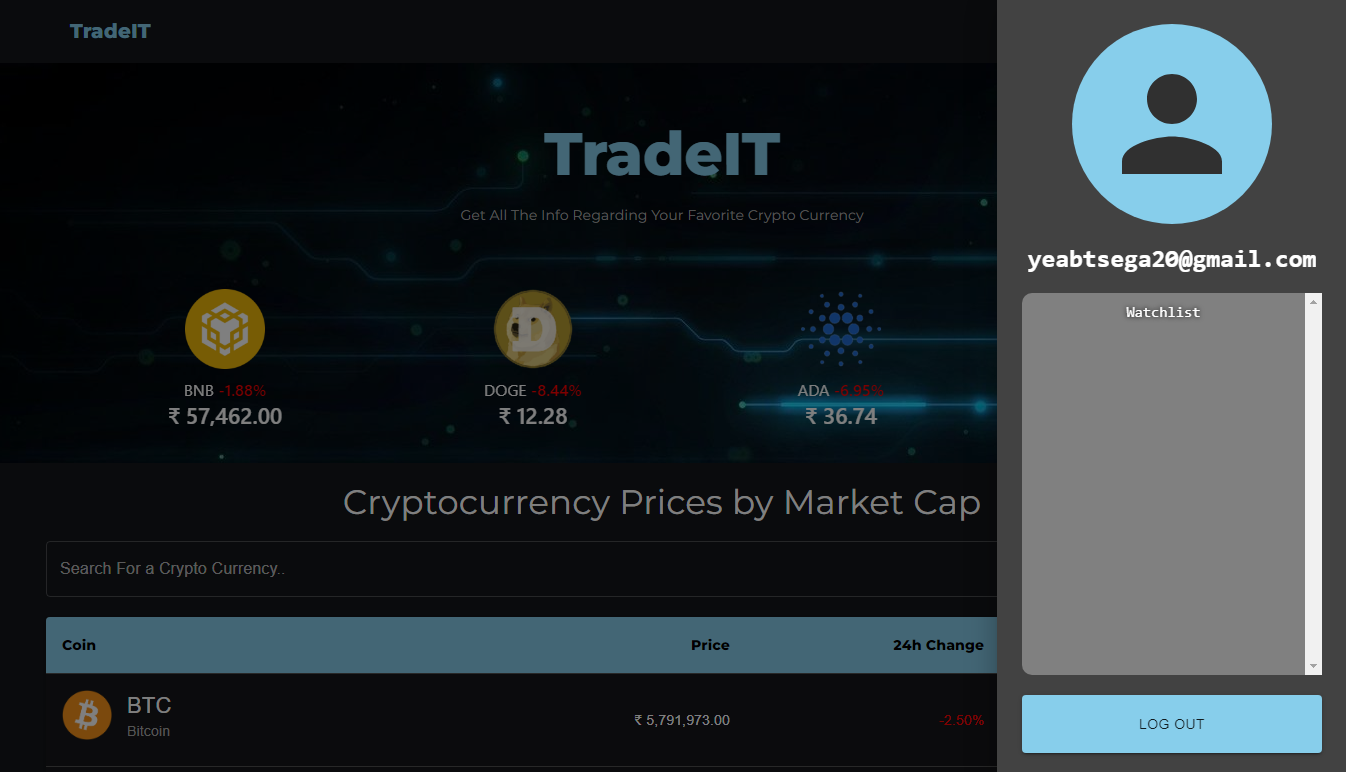 TradeIT
TradeIT
Get All The Info Regarding Your Favorite Crypto Currency
BNB -1.88%
₹ 57,462.00
DOGE -8.44%
₹ 12.28
ADA -6.95%
₹ 36.74
Cryptocurrency Prices by Market Cap
Search For a Crypto Currency..
Coin Price 24h Change
BTC
Bitcoin
₹ 5,791,973.00 -2.50%
yeabtsega20@gmail.com
Watchlist
LOG OUT